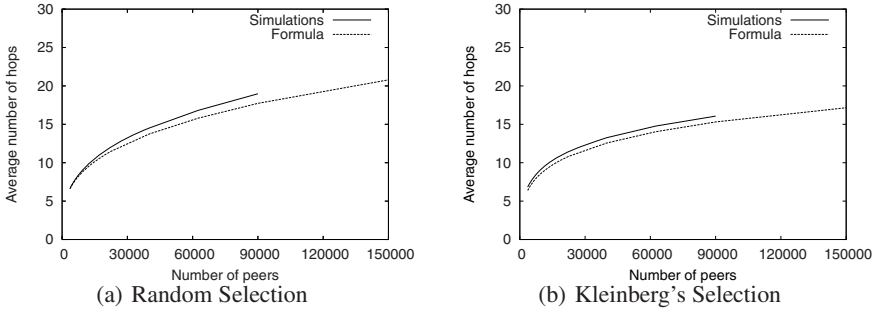 30
25
20
15
10
5
0
Average number of hops
Simulations
Formula
0 30000 60000 90000 120000 150000
Number of peers
(a) Random Selection
30
25
20
15
10
5
0
Average number of hops
Simulations
Formula
0 30000 60000 90000 120000 150000
Number of peers
(b) Kleinberg's Selection